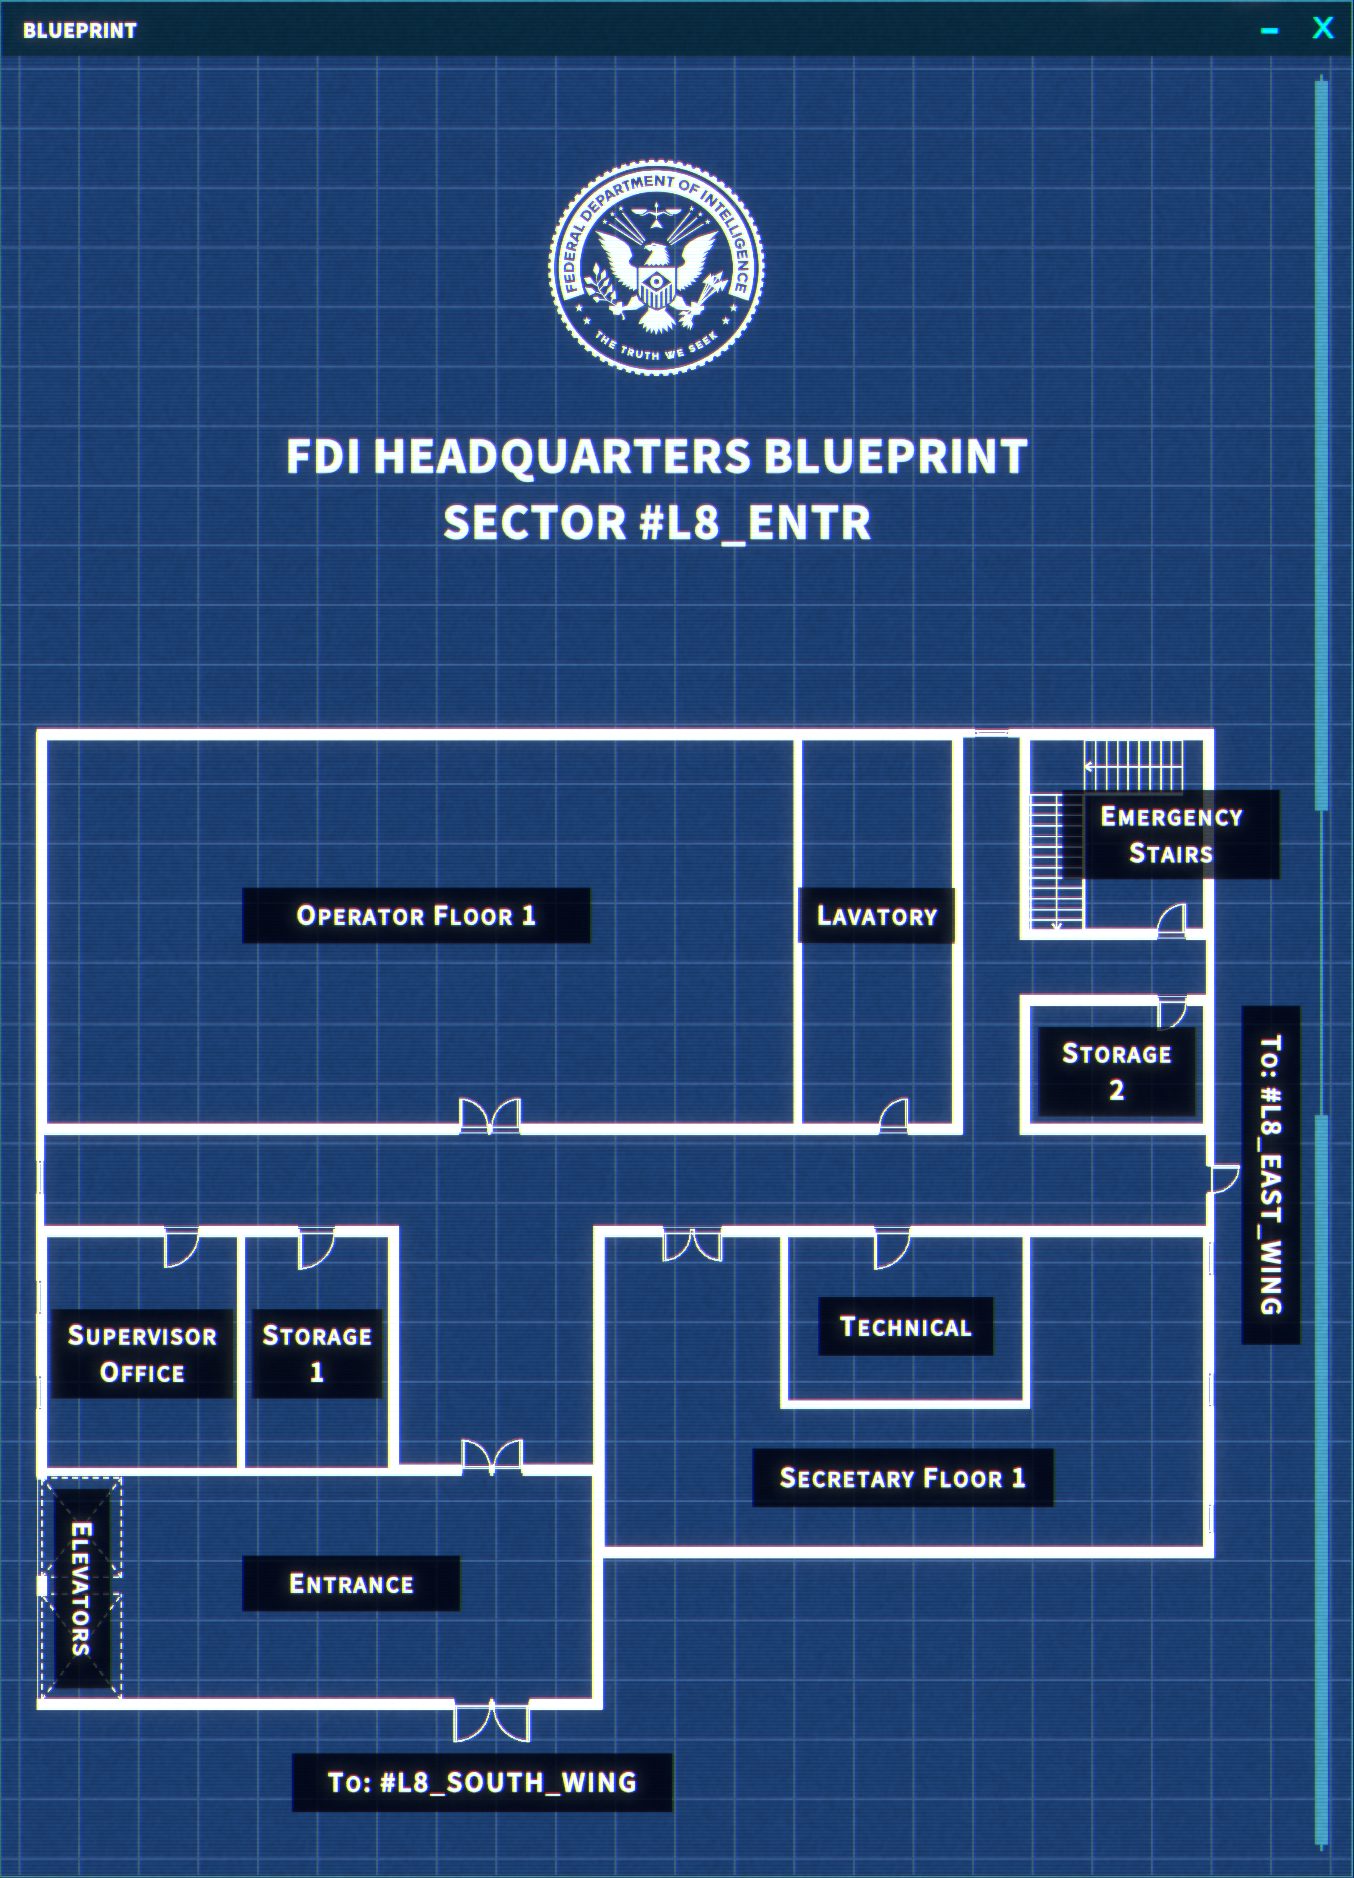 BLUEPRINT
– X
FEDERAL DEPARTMENT OF INTELLIGENCE
THE TRUTH WE SEEK
FDI HEADQUARTERS BLUEPRINT
SECTOR #L8_ENTR
EMERGENCY
STAIRS
OPERATOR FLOOR 1
LAVATORY
STORAGE
2
TO: #L8_EAST_WING
SUPERVISOR
OFFICE
STORAGE
1
TECHNICAL
SECRETARY FLOOR 1
ELEVATORS
ENTRANCE
TO: #L8_SOUTH_WING